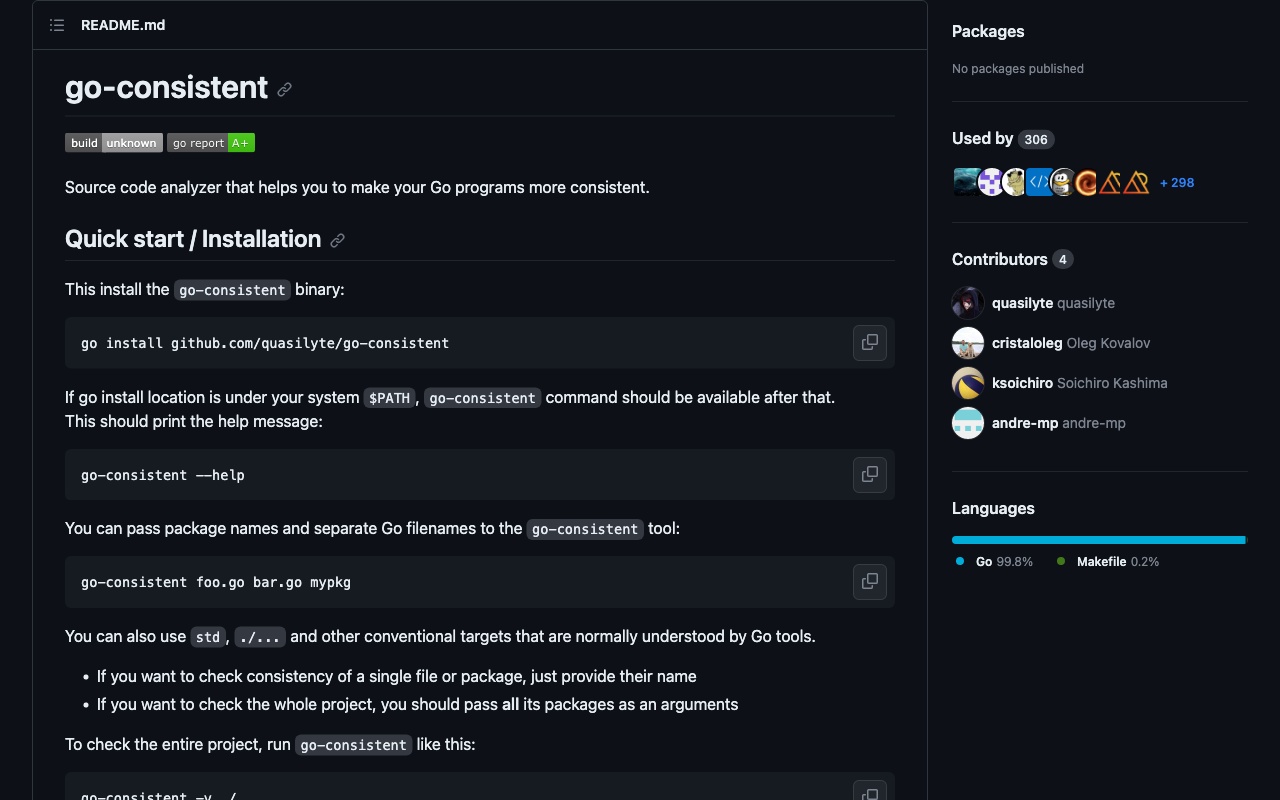 README.md
go-consistent
build unknown go report A+
Source code analyzer that helps you to make your Go programs more consistent.
Quick start / Installation
This install the go-consistent binary:
go install github.com/quasilyte/go-consistent
If go install location is under your system $PATH, go-consistent command should be available after that.
This should print the help message:
go-consistent --help
You can pass package names and separate Go filenames to the go-consistent tool:
go-consistent foo.go bar.go mypkg
You can also use std, ./... and other conventional targets that are normally understood by Go tools.
• If you want to check consistency of a single file or package, just provide their name
• If you want to check the whole project, you should pass all its packages as an arguments
To check the entire project, run go-consistent like this:
go-consistent -v
Packages
No packages published
Used by 306
+ 298
Contributors 4
quasilyte quasilyte
cristaloleg Oleg Kovalov
ksoichiro Soichiro Kashima
andre-mp andre-mp
Languages
Go 99.8% Makefile 0.2%